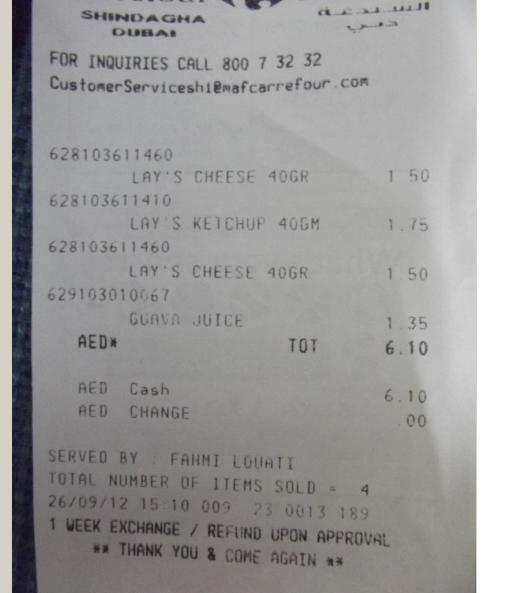 SHINDAGHA
DUBAI
السندغة
دبي
FOR INQUIRIES CALL 800 7 32 32
CustomerServiceshi@mafcarrefour.com
628103611460
LAY'S CHEESE 40GR 1.50
628103611410
LAY'S KETCHUP 40GM 1.75
628103611460
LAY'S CHEESE 40GR 1.50
629103010067
GUAVA JUICE 1.35
AED* TOT 6.10
AED Cash 6.10
AED CHANGE .00
SERVED BY : FAHMI LOUATI
TOTAL NUMBER OF ITEMS SOLD = 4
26/09/12 15:10 009 23 0013 189
1 WEEK EXCHANGE / REFUND UPON APPROVAL
** THANK YOU & COME AGAIN **